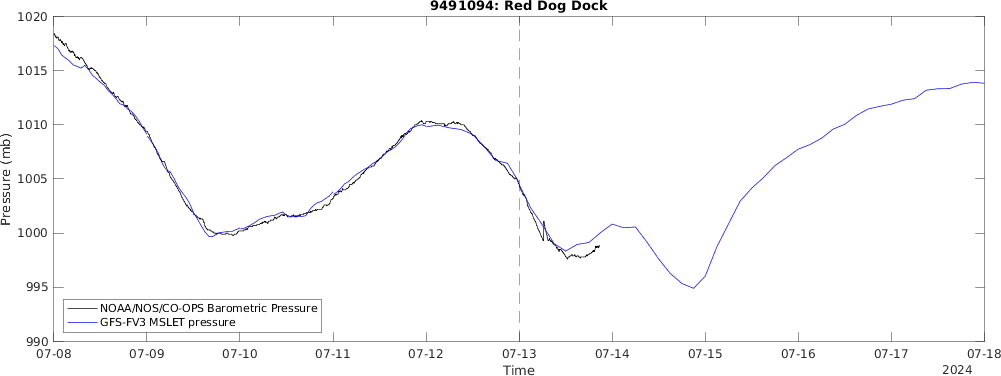 9491094: Red Dog Dock
1020
1015
1010
1005
1000
995
990
Pressure (mb)
NOAA/NOS/CO-OPS Barometric Pressure
GFS-FV3 MSLET pressure
07-08 07-09 07-10 07-11 07-12 07-13 07-14 07-15 07-16 07-17 07-18
Time
2024